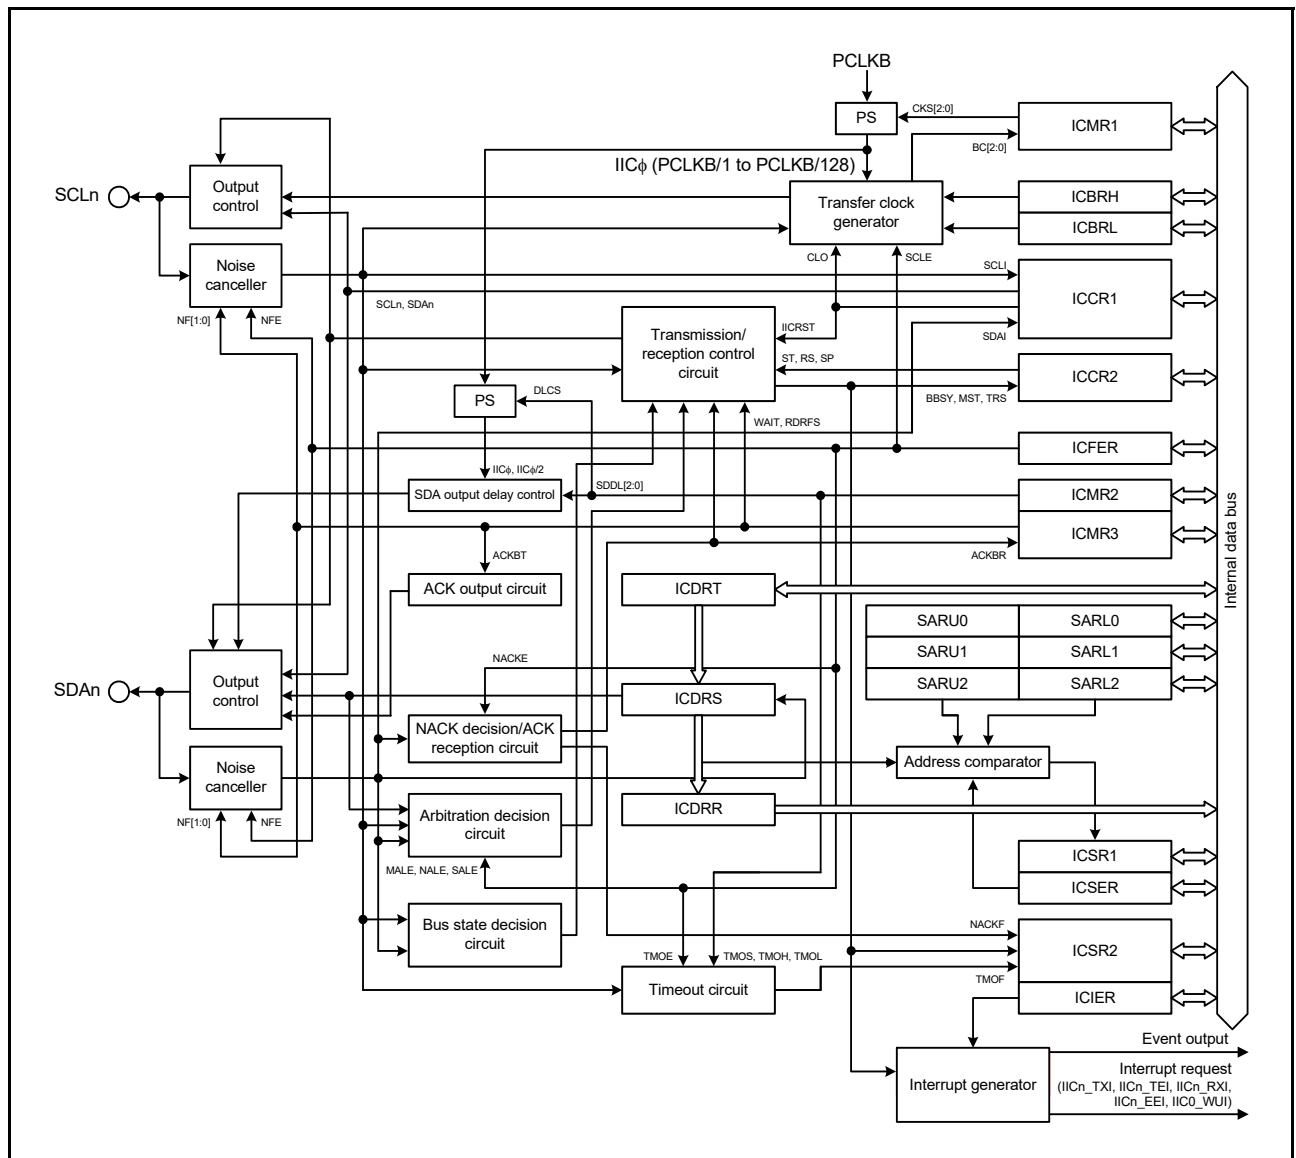 PCLKB
PS
CKS[2:0]
ICMR1
BC[2:0]
IICϕ (PCLKB/1 to PCLKB/128)
SCLn
Output
control
Transfer clock
generator
ICBRH
ICBRL
Noise
canceller
CLO
SCLE
SCLI
ICCR1
SCLn, SDAn
NF[1:0]
NFE
Transmission/
reception control
circuit
IICRST
SDAI
ST, RS, SP
ICCR2
BBSY, MST, TRS
PS
DLCS
WAIT, RDRFS
ICFER
IICϕ, IICϕ/2
SDA output delay control
SDDL[2:0]
ICMR2
ICMR3
ACKBT
ACKBR
ACK output circuit
ICDRT
Internal data bus
SARU0
SARL0
SARU1
SARL1
SARU2
SARL2
NACKE
SDAn
Output
control
ICDRS
NACK decision/ACK
reception circuit
Address comparator
Noise
canceller
Arbitration decision
circuit
ICDRR
NF[1:0]
NFE
MALE, NALE, SALE
ICSR1
ICSER
Bus state decision
circuit
NACKF
ICSR2
TMOE
TMOS, TMOH, TMOL
TMOF
Timeout circuit
ICIER
Event output
Interrupt generator
Interrupt request
(IICn_TXI, IICn_TEI, IICn_RXI,
IICn_EEI, IIC0_WUI)